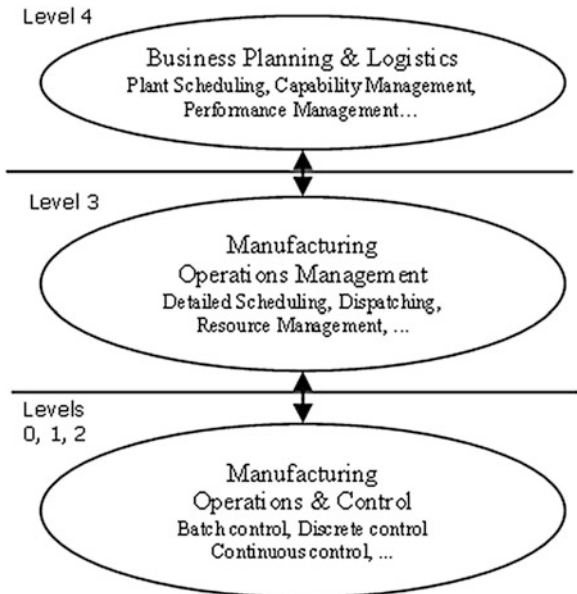 Level 4
Business Planning & Logistics
Plant Scheduling, Capability Management,
Performance Management...
Level 3
Manufacturing
Operations Management
Detailed Scheduling, Dispatching,
Resource Management, ...
Levels
0, 1, 2
Manufacturing
Operations & Control
Batch control, Discrete control
Continuous control, ...